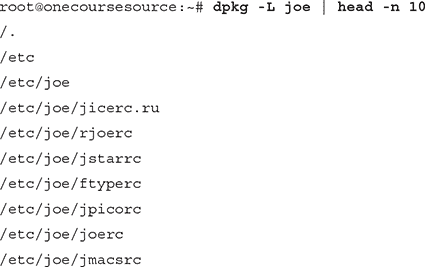 root@onecoursesource:~# dpkg -L joe | head -n 10
/.
/etc
/etc/joe
/etc/joe/jicerc.ru
/etc/joe/rjoerc
/etc/joe/jstarrc
/etc/joe/ftyperc
/etc/joe/jpicorc
/etc/joe/joerc
/etc/joe/jmacsrc